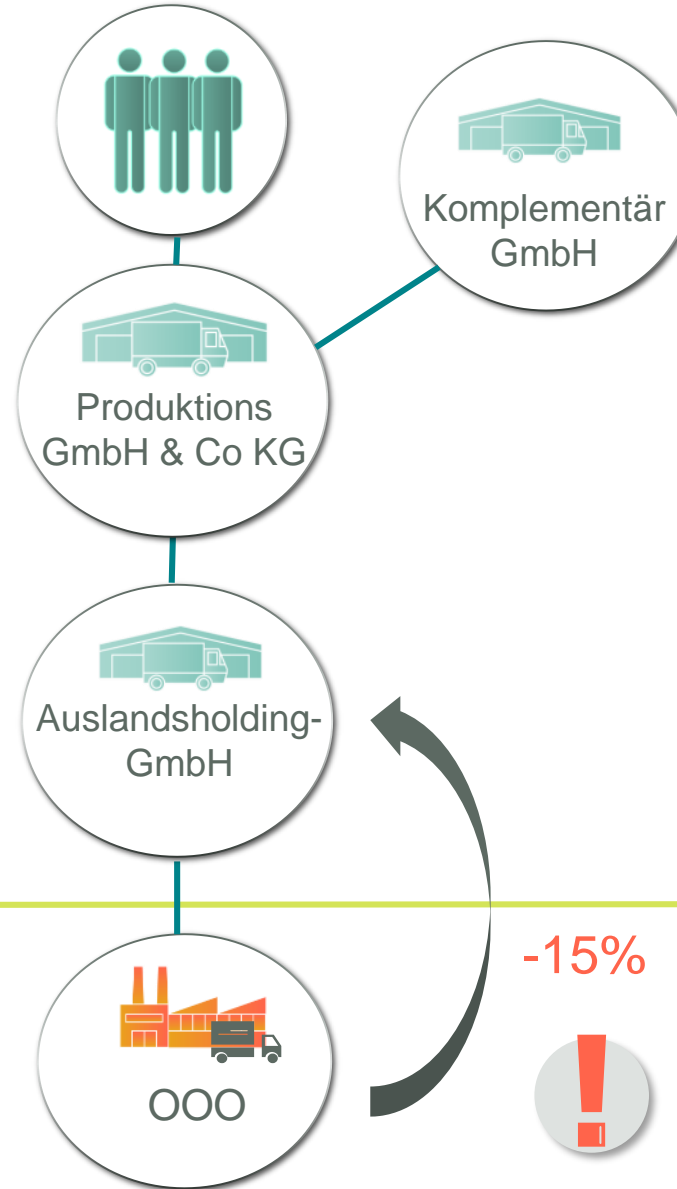 Komplementär
GmbH
Produktions
GmbH & Co KG
Auslandsholding-
GmbH
-15%
OOO
!